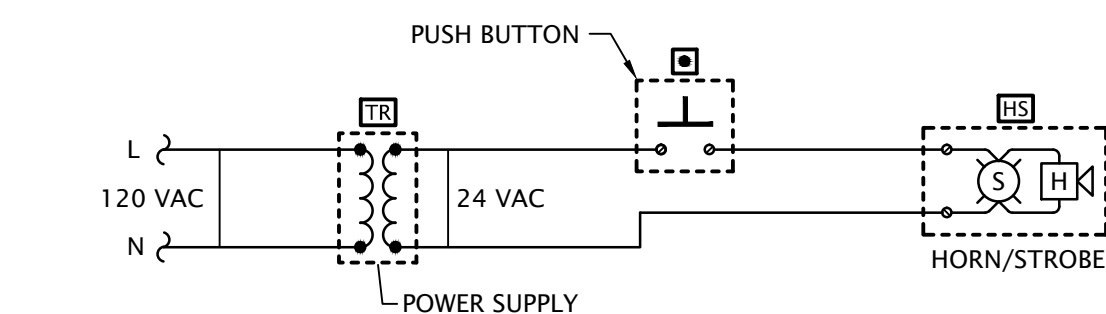 PUSH BUTTON
TR
HS
L
120 VAC
24 VAC
S
H
N
HORN/STROBE
POWER SUPPLY